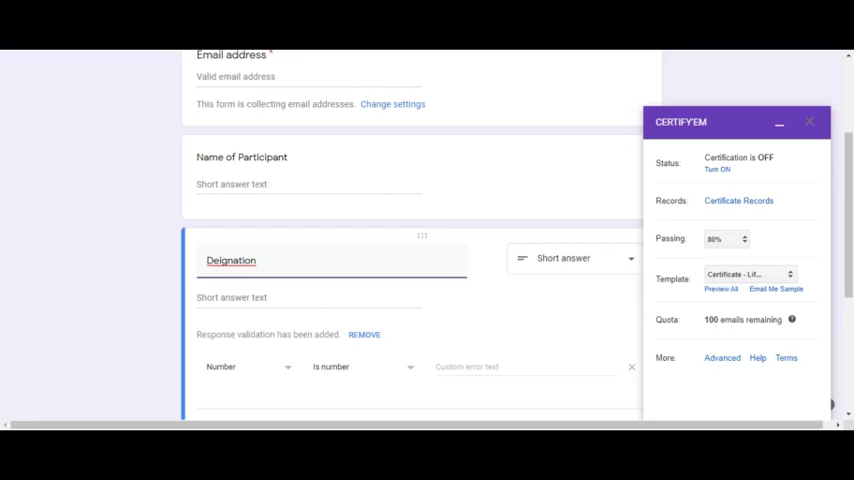 Email address *
Valid email address
This form is collecting email addresses. Change settings
Name of Participant
Short answer text
Deignation
Short answer
Short answer text
Response validation has been added. REMOVE
Number Is number Custom error text
CERTIFY'EM
Status: Certification is OFF
Turn ON
Records: Certificate Records
Passing: 80%
Template: Certificate - Lif...
Preview All Email Me Sample
Quota: 100 emails remaining
More: Advanced Help Terms